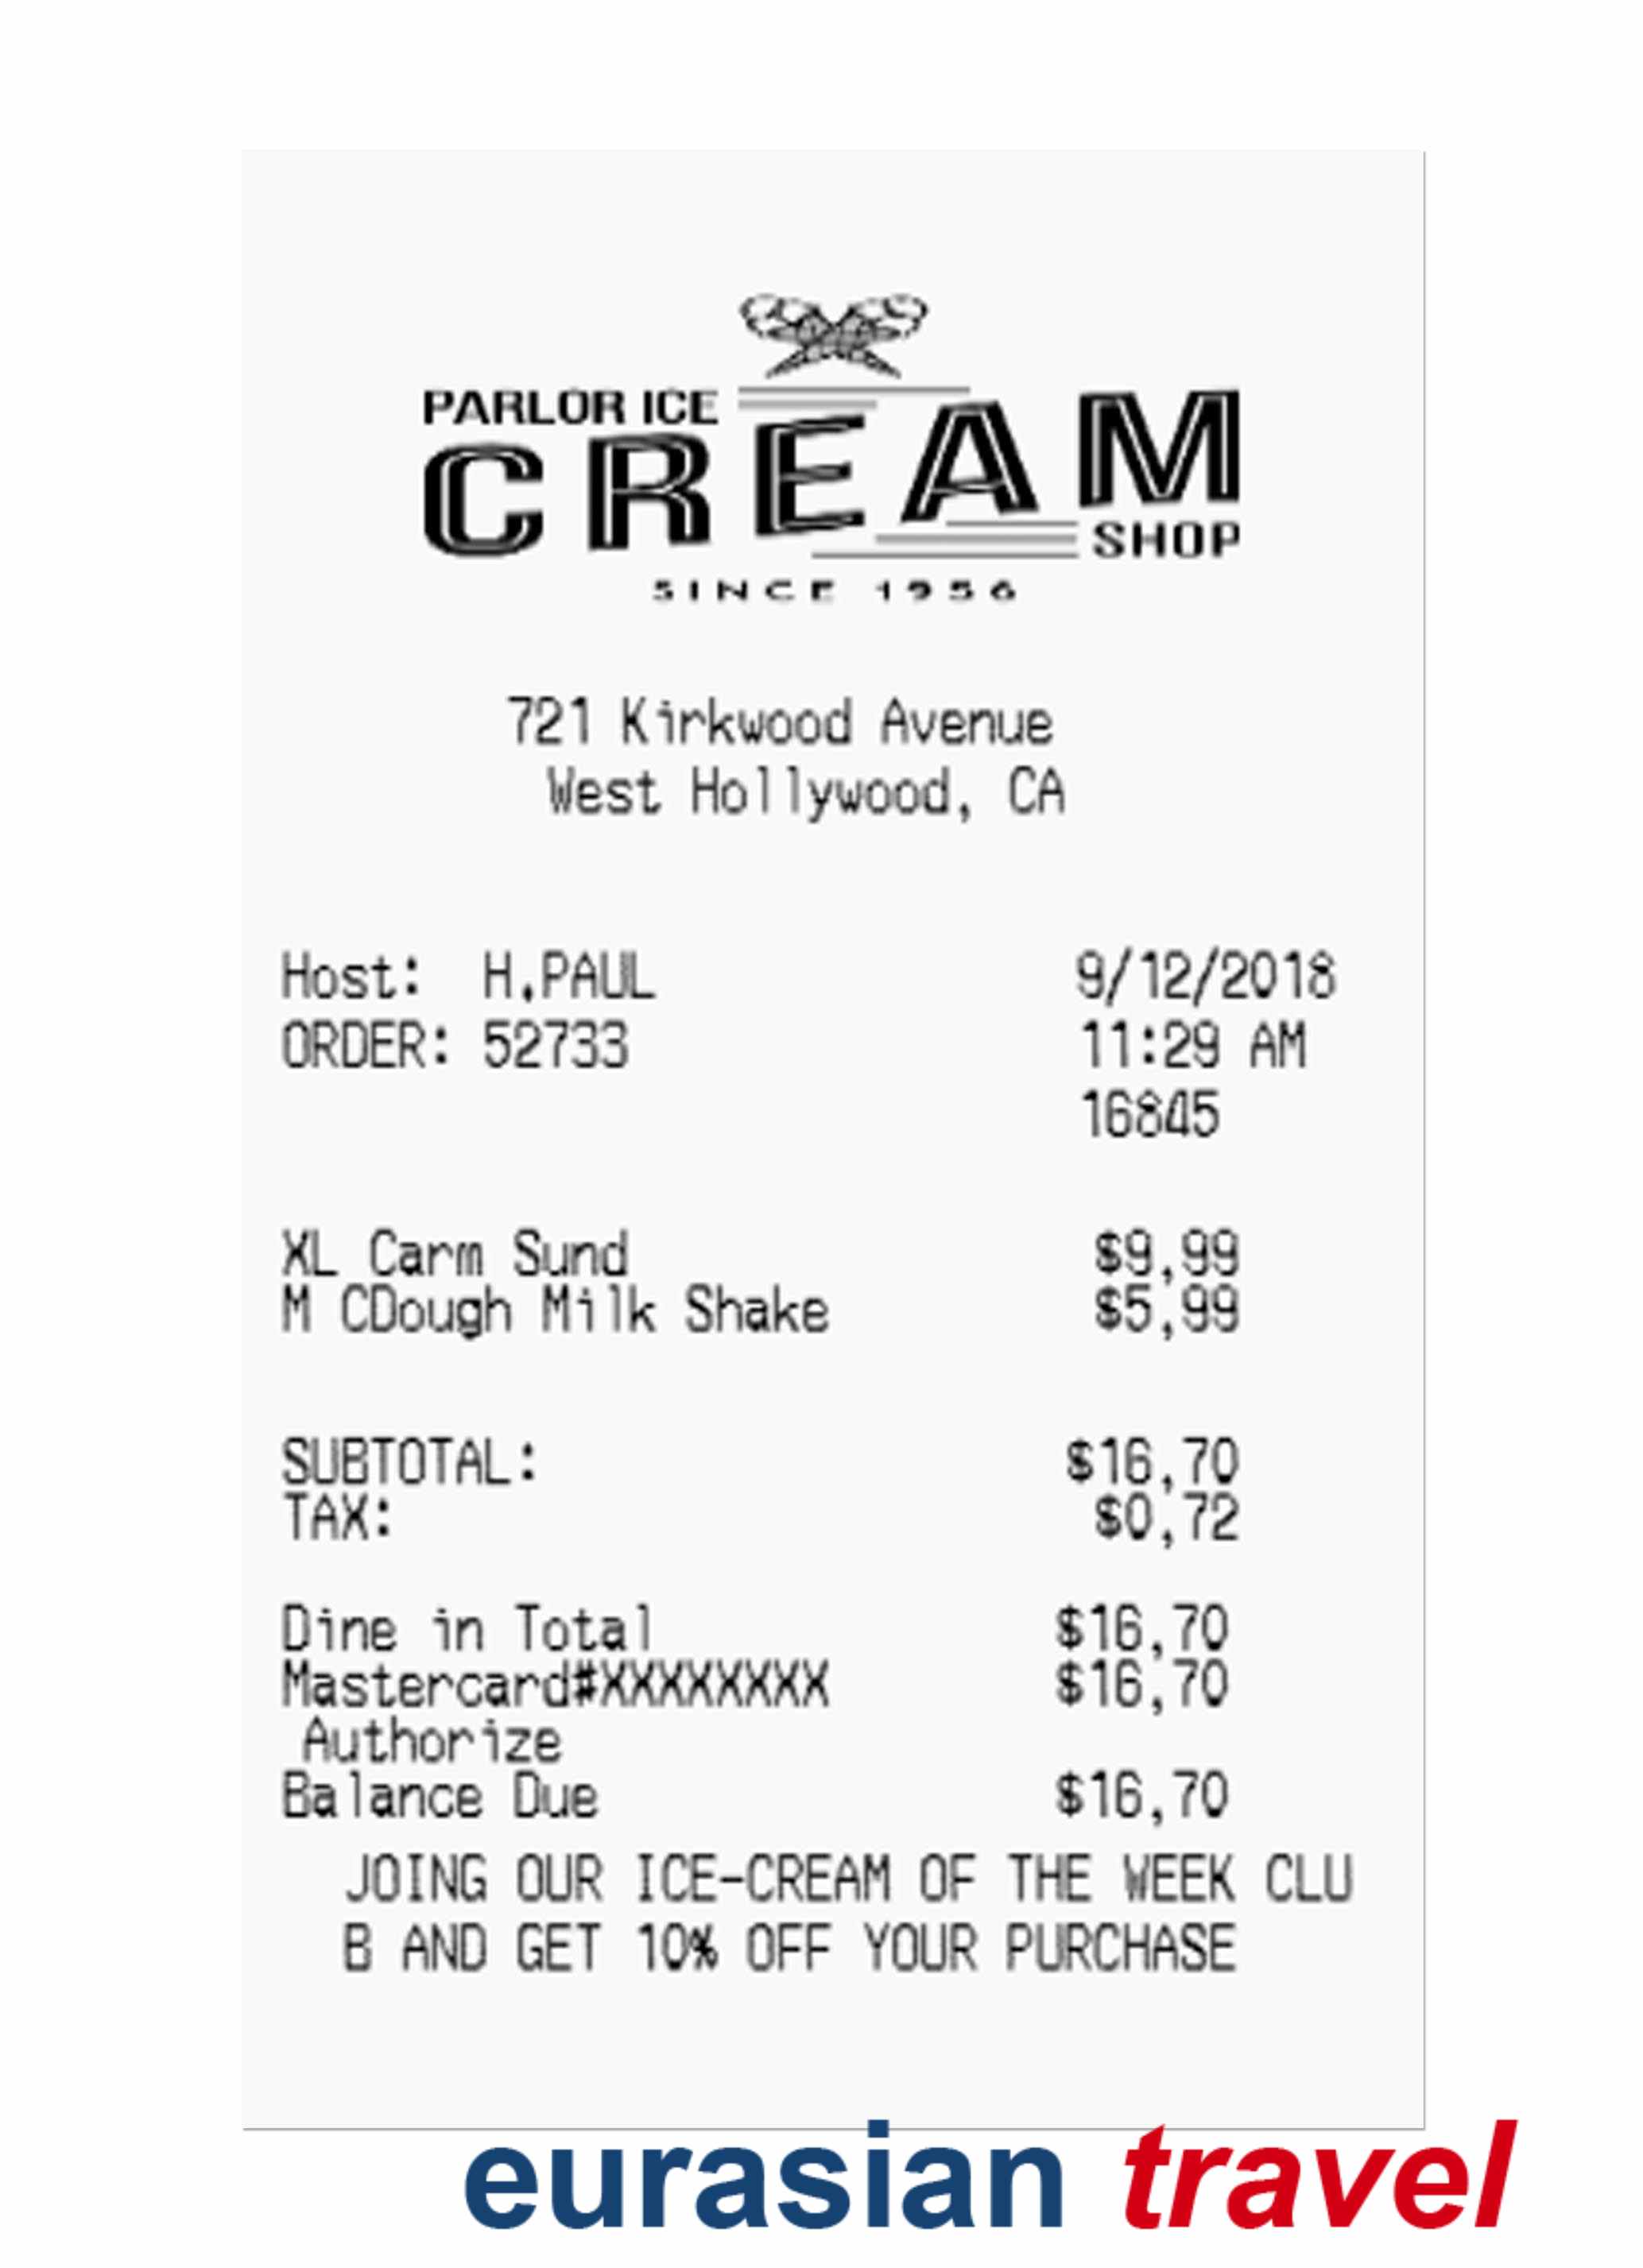 PARLOR ICE
CREAM
SHOP
SINCE 1956
721 Kirkwood Avenue
West Hollywood, CA
Host: H.PAUL 9/12/2018
ORDER: 52733 11:29 AM
16845
XL Carm Sund $9,99
M CDough Milk Shake $5,99
SUBTOTAL: $16,70
TAX: $0,72
Dine in Total $16,70
Mastercard#XXXXXXXX $16,70
Authorize
Balance Due $16,70
JOING OUR ICE-CREAM OF THE WEEK CLU
B AND GET 10% OFF YOUR PURCHASE
eurasian travel